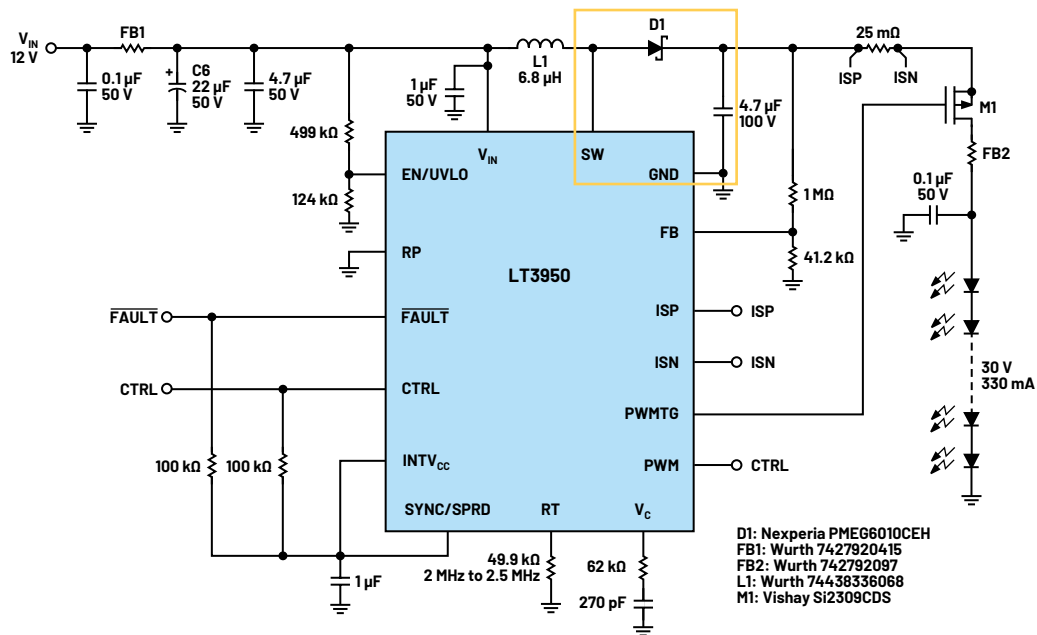 V_IN
12 V
FB1
0.1 µF
50 V
+
C6
22 µF
50 V
4.7 µF
50 V
1 µF
50 V
L1
6.8 µH
D1
4.7 µF
100 V
25 mΩ
ISP
ISN
M1
FB2
0.1 µF
50 V
499 kΩ
124 kΩ
1 MΩ
41.2 kΩ
V_IN
SW
GND
EN/UVLO
RP
FB
LT3950
FAULT
FAULT
CTRL
CTRL
ISP
ISP
ISN
ISN
PWMTG
PWM
CTRL
INTV_CC
SYNC/SPRD
RT
V_C
100 kΩ
100 kΩ
1 µF
49.9 kΩ
2 MHz to 2.5 MHz
62 kΩ
270 pF
30 V
330 mA
D1: Nexperia PMEG6010CEH
FB1: Wurth 7427920415
FB2: Wurth 742792097
L1: Wurth 74438336068
M1: Vishay Si2309CDS